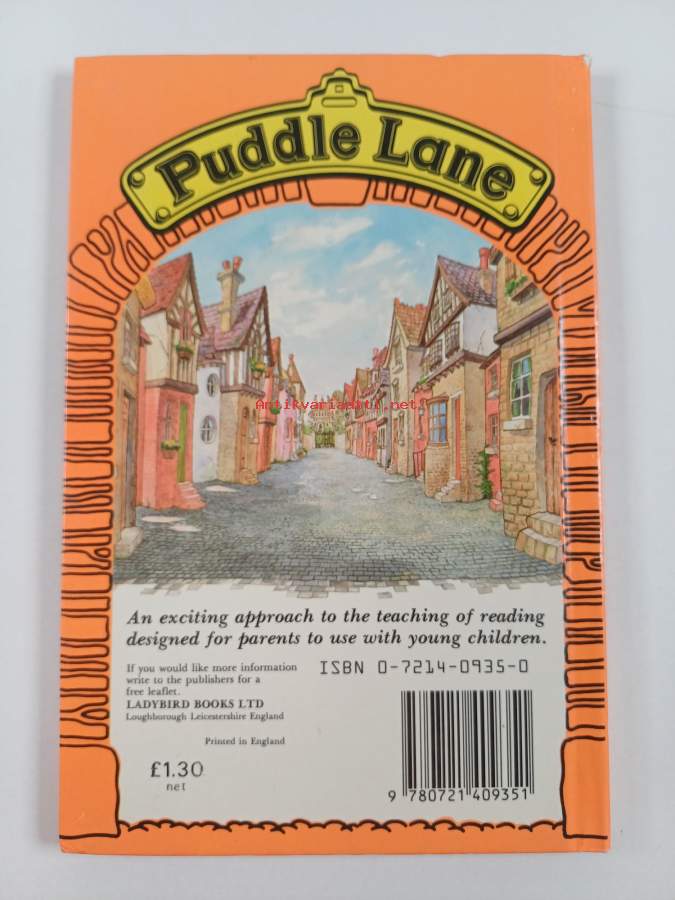 Puddle Lane
Antikvariaatti.net
An exciting approach to the teaching of reading
designed for parents to use with young children.
If you would like more information
write to the publishers for a
free leaflet.
LADYBIRD BOOKS LTD
Loughborough Leicestershire England
Printed in England
£1.30
net
ISBN 0-7214-0935-0
9 780721 409351